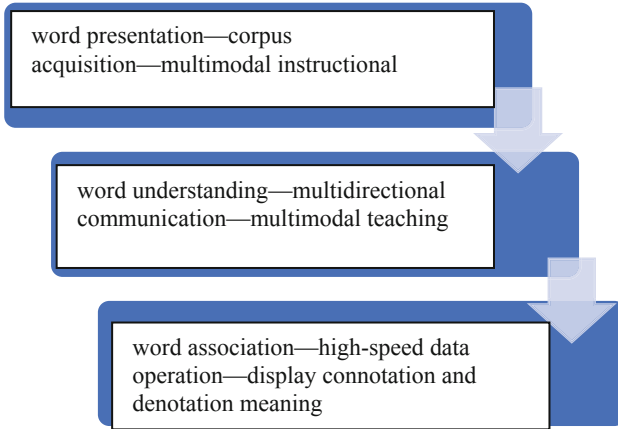 word presentation—corpus
acquisition—multimodal instructional
word understanding—multidirectional
communication—multimodal teaching
word association—high-speed data
operation—display connotation and
denotation meaning